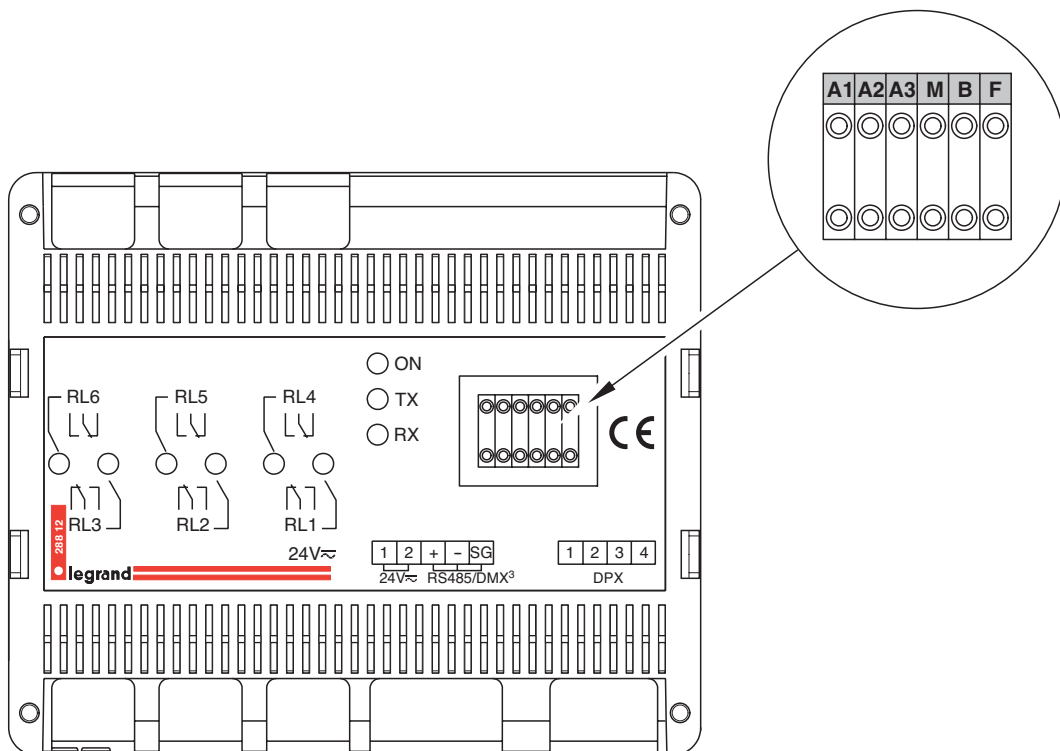 A1 A2 A3 M B F
ON
TX
RX
RL6 RL5 RL4
RL3 RL2 RL1
CE
288 12
legrand
24V⎓
1 2 + − SG
24V⎓ RS485/DMX³
1 2 3 4
DPX